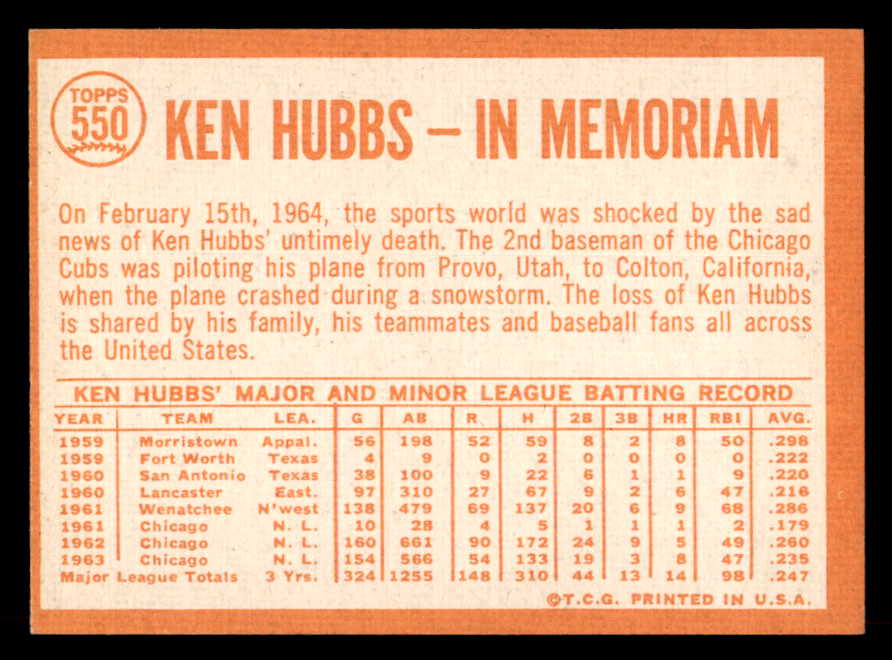 TOPPS
550
KEN HUBBS — IN MEMORIAM
On February 15th, 1964, the sports world was shocked by the sad
news of Ken Hubbs' untimely death. The 2nd baseman of the Chicago
Cubs was piloting his plane from Provo, Utah, to Colton, California,
when the plane crashed during a snowstorm. The loss of Ken Hubbs
is shared by his family, his teammates and baseball fans all across
the United States.
KEN HUBBS' MAJOR AND MINOR LEAGUE BATTING RECORD
YEAR TEAM LEA. G AB R H 2B 3B HR RBI AVG.
1959 Morristown Appal. 56 198 52 59 8 2 8 50 .298
1959 Fort Worth Texas 4 9 0 2 0 0 0 0 .222
1960 San Antonio Texas 38 100 9 22 6 1 1 9 .220
1960 Lancaster East. 97 310 27 67 9 2 6 47 .216
1961 Wenatchee N'west 138 479 69 137 20 6 9 68 .286
1961 Chicago N. L. 10 28 4 5 1 1 1 2 .179
1962 Chicago N. L. 160 661 90 172 24 9 5 49 .260
1963 Chicago N. L. 154 566 54 133 19 3 8 47 .235
Major League Totals 3 Yrs. 324 1255 148 310 44 13 14 98 .247
©T.C.G. PRINTED IN U.S.A.